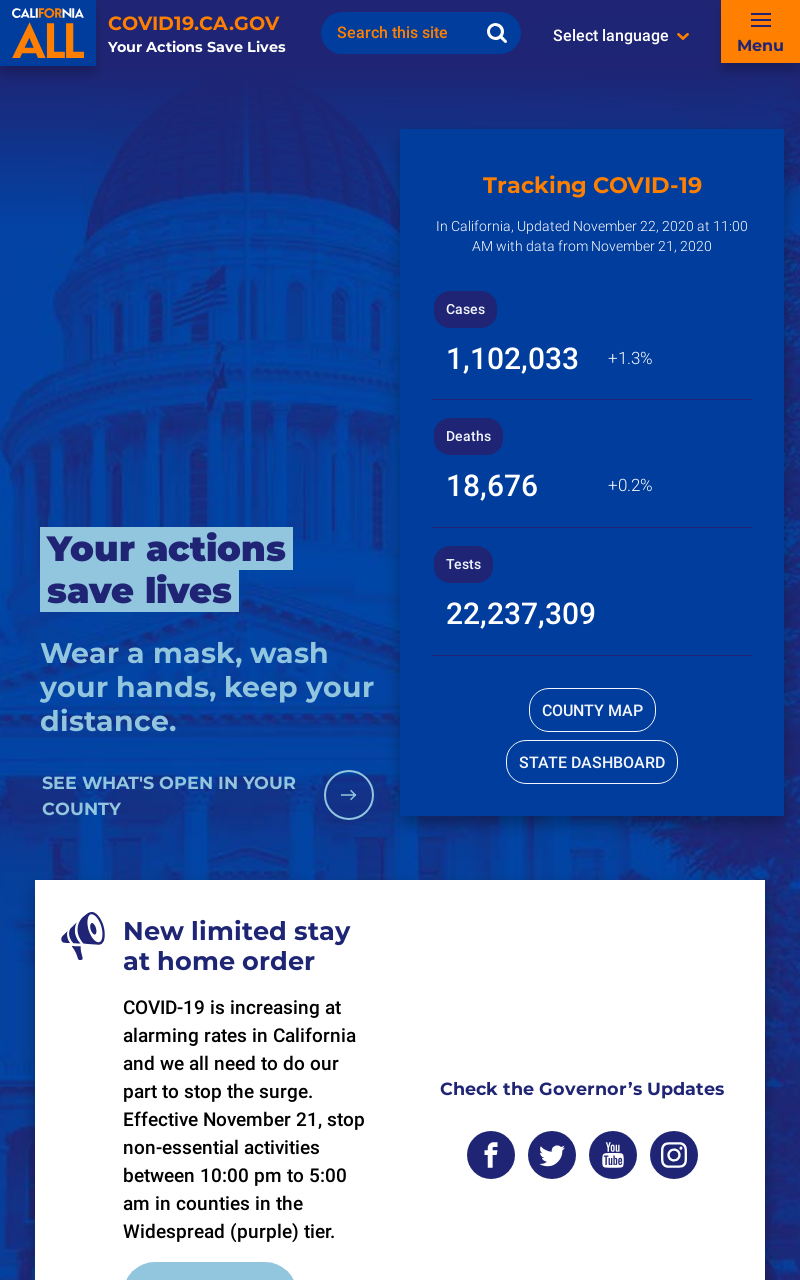 CALIFORNIA
ALL
COVID19.CA.GOV
Your Actions Save Lives
Search this site
Select language
Menu
Tracking COVID-19
In California, Updated November 22, 2020 at 11:00
AM with data from November 21, 2020
Cases
1,102,033 +1.3%
Deaths
18,676 +0.2%
Tests
22,237,309
COUNTY MAP
STATE DASHBOARD
Your actions
save lives
Wear a mask, wash
your hands, keep your
distance.
SEE WHAT'S OPEN IN YOUR
COUNTY
New limited stay
at home order
COVID-19 is increasing at
alarming rates in California
and we all need to do our
part to stop the surge.
Effective November 21, stop
non-essential activities
between 10:00 pm to 5:00
am in counties in the
Widespread (purple) tier.
Check the Governor’s Updates
You
Tube